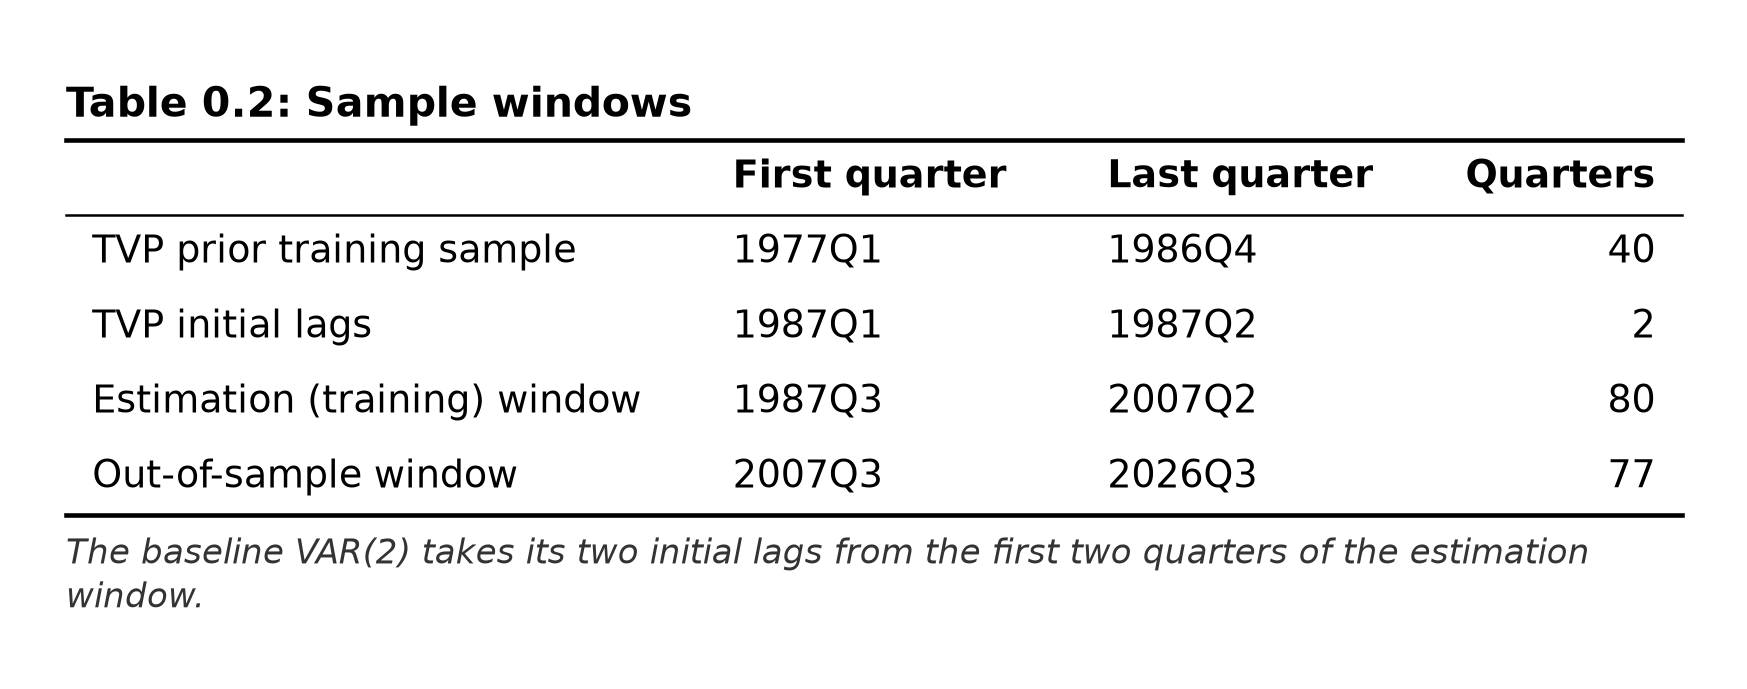 Table 0.2: Sample windows
First quarter Last quarter Quarters
TVP prior training sample 1977Q1 1986Q4 40
TVP initial lags 1987Q1 1987Q2 2
Estimation (training) window 1987Q3 2007Q2 80
Out-of-sample window 2007Q3 2026Q3 77
The baseline VAR(2) takes its two initial lags from the first two quarters of the estimation
window.